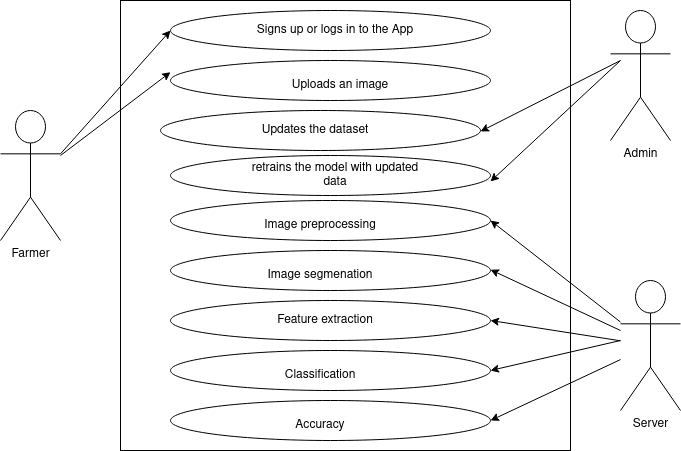 Signs up or logs in to the App
Uploads an image
Updates the dataset
Admin
retrains the model with updated
data
Image preprocessing
Farmer
Image segmenation
Feature extraction
Classification
Accuracy
Server